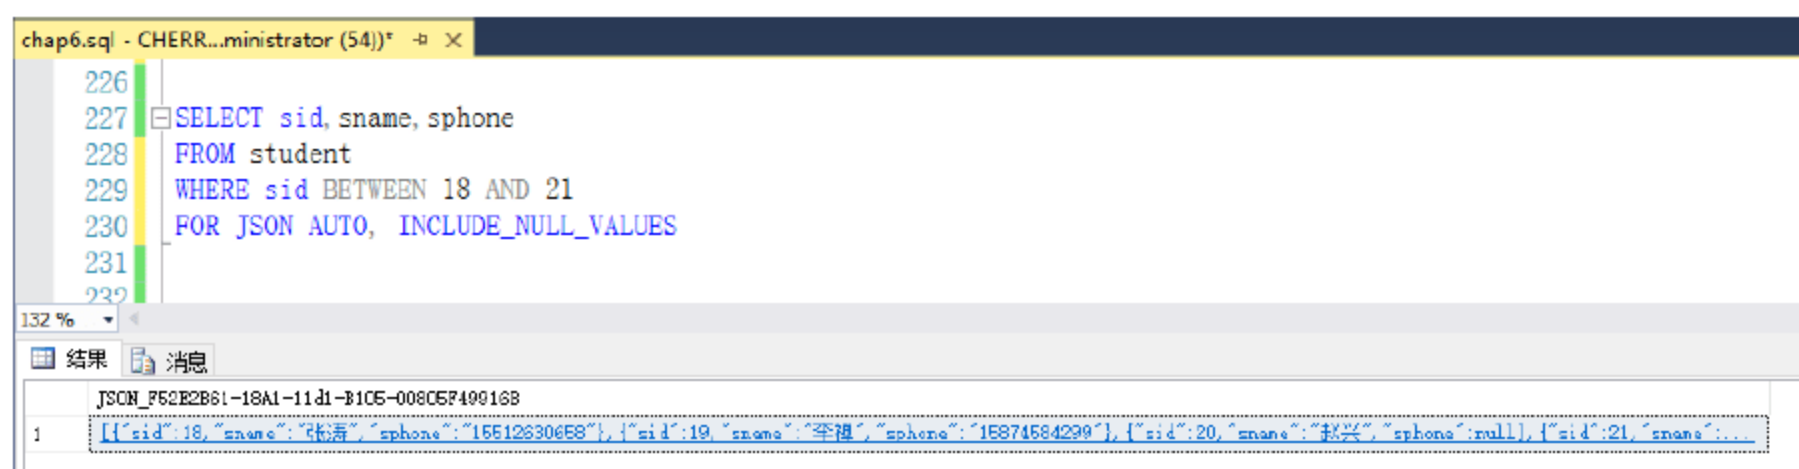 chap6.sql - CHERR...ministrator (54))*
226
227 SELECT sid,sname,sphone
228 FROM student
229 WHERE sid BETWEEN 18 AND 21
230 FOR JSON AUTO, INCLUDE_NULL_VALUES
231
232
132 %
结果 消息
JSON_F52E2B61-18A1-11d1-B105-00805F49916B
1 [{"sid":18,"sname":"张涛","sphone":"15512630658"},{"sid":19,"sname":"李","sphone":"15874584299"},{"sid":20,"sname":"赵兴","sphone":null},{"sid":21,"sname":...